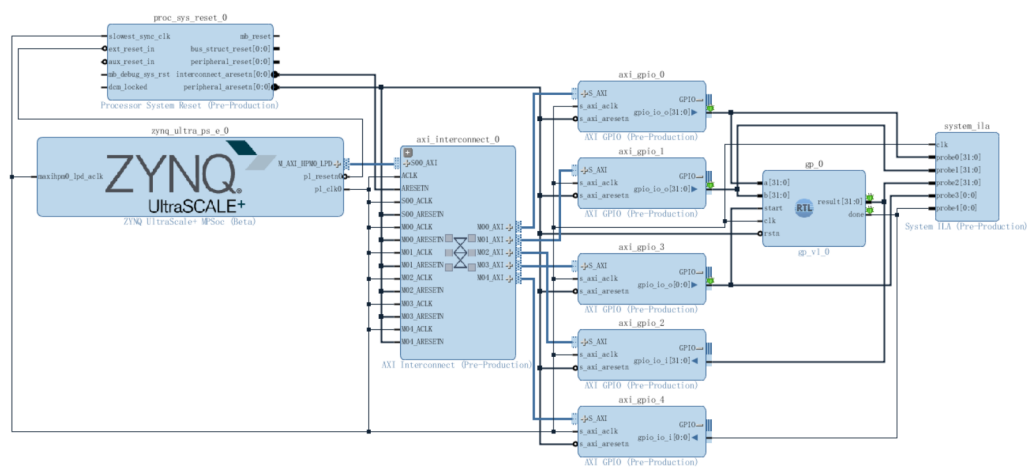 proc_sys_reset_0
slowest_sync_clk
ext_reset_in
aux_reset_in
mb_debug_sys_rst
dcm_locked
mb_reset
bus_struct_reset[0:0]
peripheral_reset[0:0]
interconnect_aresetn[0:0]
peripheral_aresetn[0:0]
Processor System Reset (Pre-Production)
zynq_ultra_ps_e_0
maxihpm0_lpd_aclk
ZYNQ
UltraSCALE+
M_AXI_HPM0_LPD
pl_resetn0
pl_clk0
ZYNQ UltraScale+ MPSoc (Beta)
axi_interconnect_0
S00_AXI
ACLK
ARESETN
S00_ACLK
S00_ARESETN
M00_ACLK
M00_ARESETN
M01_ACLK
M01_ARESETN
M02_ACLK
M02_ARESETN
M03_ACLK
M03_ARESETN
M04_ACLK
M04_ARESETN
M00_AXI
M01_AXI
M02_AXI
M03_AXI
M04_AXI
AXI Interconnect (Pre-Production)
axi_gpio_0
S_AXI
s_axi_aclk
s_axi_aresetn
GPIO
gpio_io_o[31:0]
AXI GPIO (Pre-Production)
axi_gpio_1
S_AXI
s_axi_aclk
s_axi_aresetn
GPIO
gpio_io_o[31:0]
AXI GPIO (Pre-Production)
axi_gpio_3
S_AXI
s_axi_aclk
s_axi_aresetn
GPIO
gpio_io_o[0:0]
AXI GPIO (Pre-Production)
axi_gpio_2
S_AXI
s_axi_aclk
s_axi_aresetn
GPIO
gpio_io_i[31:0]
AXI GPIO (Pre-Production)
axi_gpio_4
S_AXI
s_axi_aclk
s_axi_aresetn
GPIO
gpio_io_i[0:0]
AXI GPIO (Pre-Production)
gp_0
a[31:0]
b[31:0]
start
clk
rstn
RTL
result[31:0]
done
gp_v1_0
system_ila
clk
probe0[31:0]
probe1[31:0]
probe2[31:0]
probe3[0:0]
probe4[0:0]
System ILA (Pre-Production)